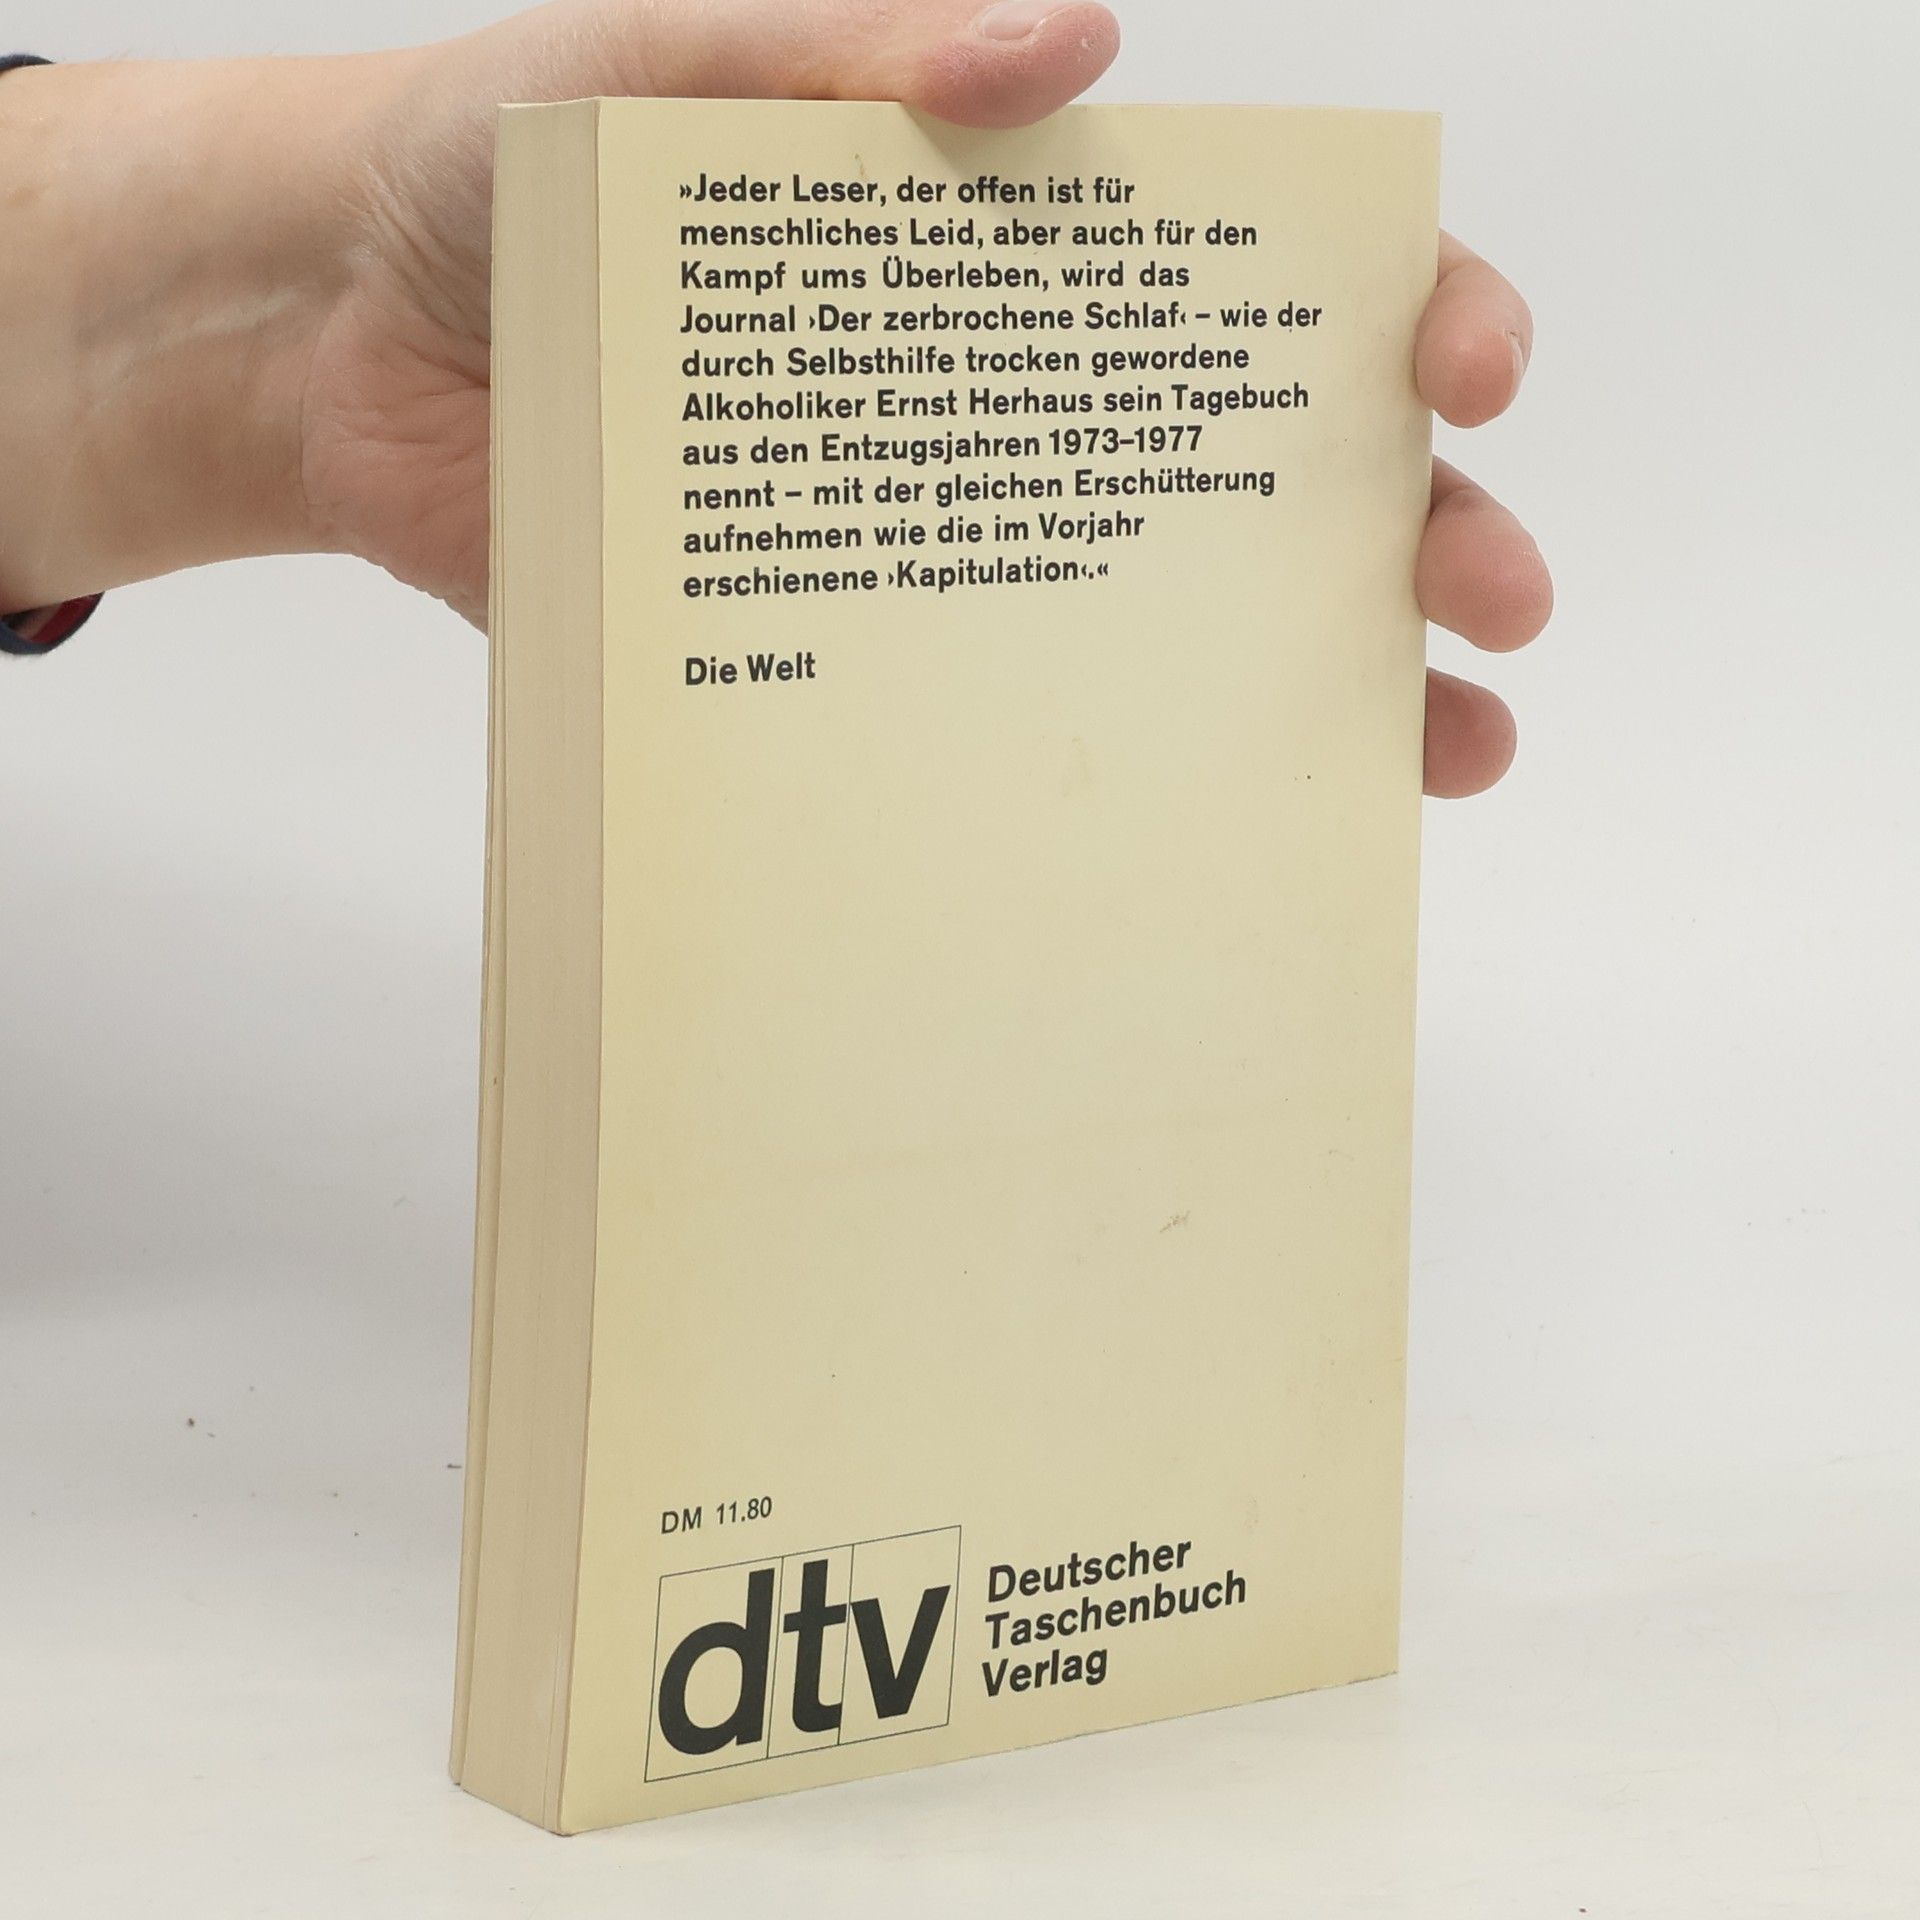 »Jeder Leser, der offen ist für
menschliches Leid, aber auch für den
Kampf ums Überleben, wird das
Journal ›Der zerbrochene Schlaf‹ – wie der
durch Selbsthilfe trocken gewordene
Alkoholiker Ernst Herhaus sein Tagebuch
aus den Entzugsjahren 1973–1977
nennt – mit der gleichen Erschütterung
aufnehmen wie die im Vorjahr
erschienene ›Kapitulation‹.«
Die Welt
DM 11.80
dtv
Deutscher
Taschenbuch
Verlag